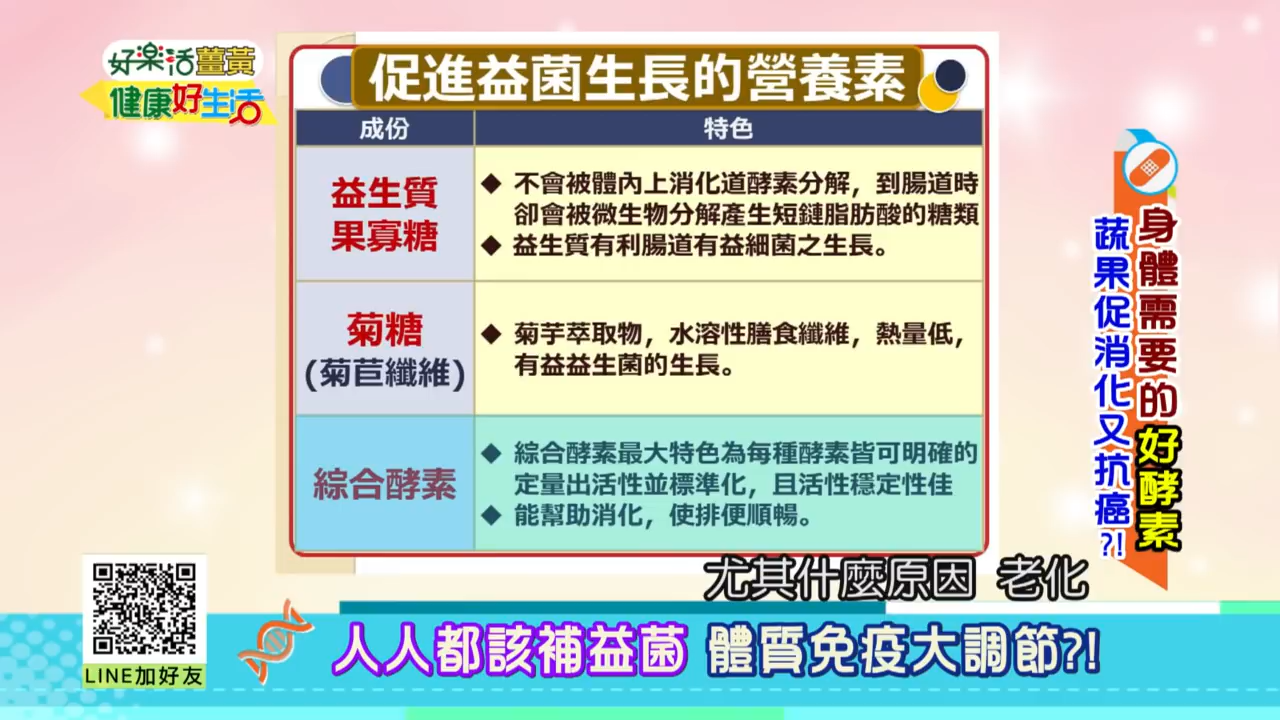 好樂活薑黃
健康好生活
促進益菌生長的營養素
成份
特色
益生質
果寡糖
◆ 不會被體內上消化道酵素分解，到腸道時
卻會被微生物分解產生短鏈脂肪酸的糖類
◆ 益生質有利腸道有益細菌之生長。
菊糖
(菊苣纖維)
◆ 菊芋萃取物，水溶性膳食纖維，熱量低，
有益益生菌的生長。
綜合酵素
◆ 綜合酵素最大特色為每種酵素皆可明確的
定量出活性並標準化，且活性穩定性佳
◆ 能幫助消化，使排便順暢。
身體需要的好酵素
蔬果促消化又抗癌?!
尤其什麼原因 老化
人人都該補益菌 體質免疫大調節?!
LINE加好友